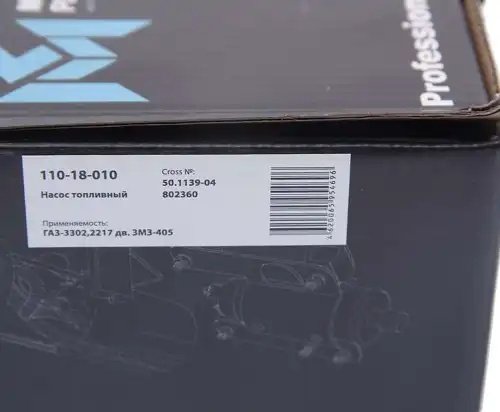 Professional
110-18-010
Насос топливный
Cross №:
50.1139-04
802360
Применяемость:
ГАЗ-3302,2217 дв. ЗМЗ-405
4620065954696